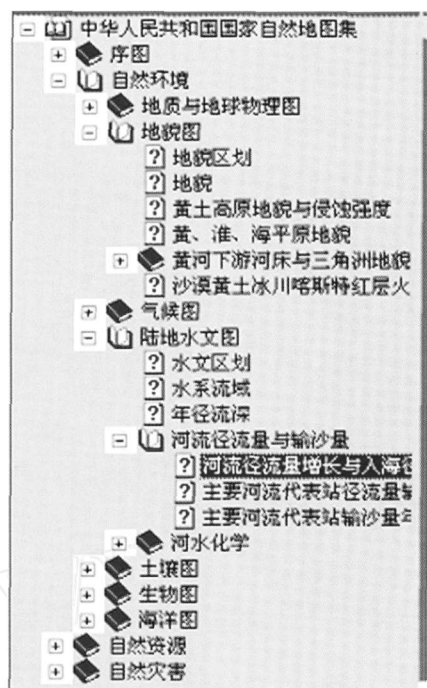 中华人民共和国国家自然地图集
序图
自然环境
地质与地球物理图
地貌图
地貌区划
地貌
黄土高原地貌与侵蚀强度
黄、淮、海平原地貌
黄河下游河床与三角洲地貌
沙漠黄土冰川喀斯特红层火
气候图
陆地水文图
水文区划
水系流域
年径流深
河流径流量与输沙量
河流径流量增长与入海径
主要河流代表站径流量
主要河流代表站输沙量
河水化学
土壤图
生物图
海洋图
自然资源
自然灾害